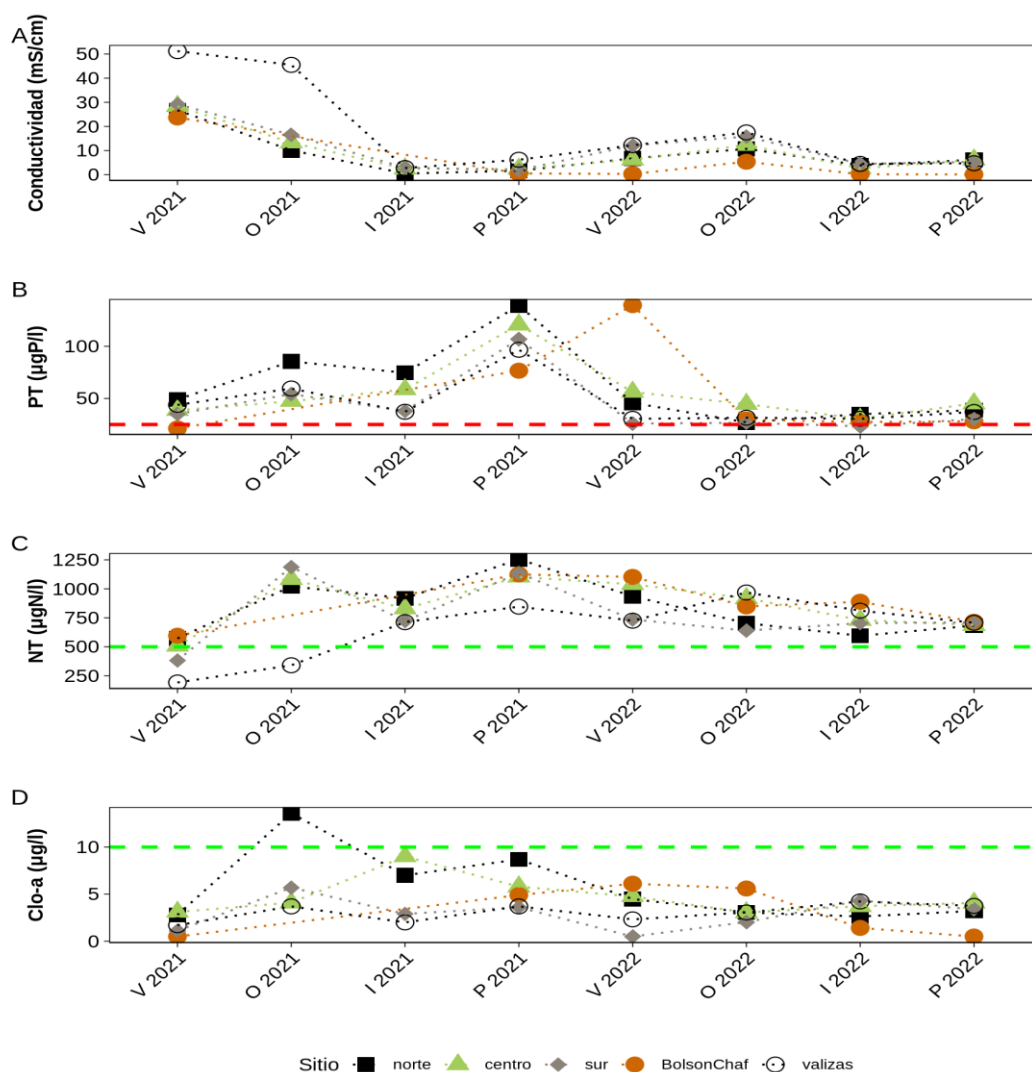 A
Conductividad (mS/cm)
50
40
30
20
10
0
V 2021 O 2021 I 2021 P 2021 V 2022 O 2022 I 2022 P 2022
B
PT (µgP/l)
100
50
V 2021 O 2021 I 2021 P 2021 V 2022 O 2022 I 2022 P 2022
C
NT (µgN/l)
1250
1000
750
500
250
V 2021 O 2021 I 2021 P 2021 V 2022 O 2022 I 2022 P 2022
D
Clo-a (µg/l)
10
5
0
V 2021 O 2021 I 2021 P 2021 V 2022 O 2022 I 2022 P 2022
Sitio norte centro sur BolsonChaf valizas